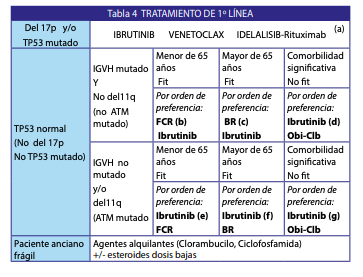 Tabla 4 TRATAMIENTO DE 1º LÍNEA
Del 17p y/o
TP53 mutado
IBRUTINIB VENETOCLAX IDELALISIB-Rituximab (a)
TP53 normal
(No del 17p
No TP53 mutado)
IGVH mutado
Y
No del11q
(no ATM
mutado)
Menor de 65
años
Fit
Mayor de 65
años
Fit
Comorbilidad
significativa
No fit
Por orden de
preferencia:
FCR (b)
Ibrutinib
Por orden de
preferencia:
BR (c)
Ibrutinib
Por orden de
preferencia:
Ibrutinib (d)
Obi-Clb
IGVH no
mutado
y/o
del11q
(ATM mutado)
Menor de 65
años
Fit
Mayor de 65
años
Fit
Comorbilidad
significativa
No fit
Por orden de
preferencia:
Ibrutinib (e)
FCR
Por orden de
preferencia:
Ibrutinib (f)
BR
Por orden de
preferencia:
Ibrutinib (g)
Obi-Clb
Paciente anciano
frágil
Agentes alquilantes (Clorambucilo, Ciclofosfamida)
+/- esteroides dosis bajas